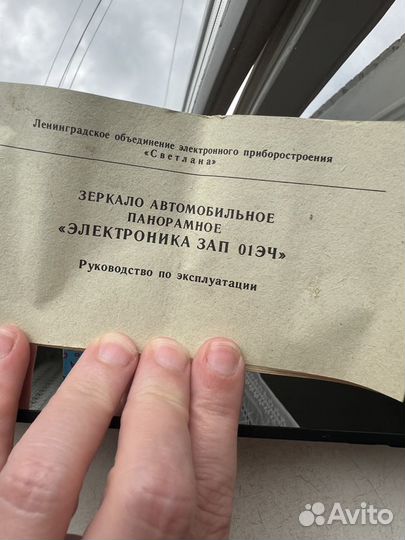 Ленинградское объединение электронного приборостроения
«Светлана»
ЗЕРКАЛО АВТОМОБИЛЬНОЕ
ПАНОРАМНОЕ
«ЭЛЕКТРОНИКА ЗАП 01ЭЧ»
Руководство по эксплуатации
Avito